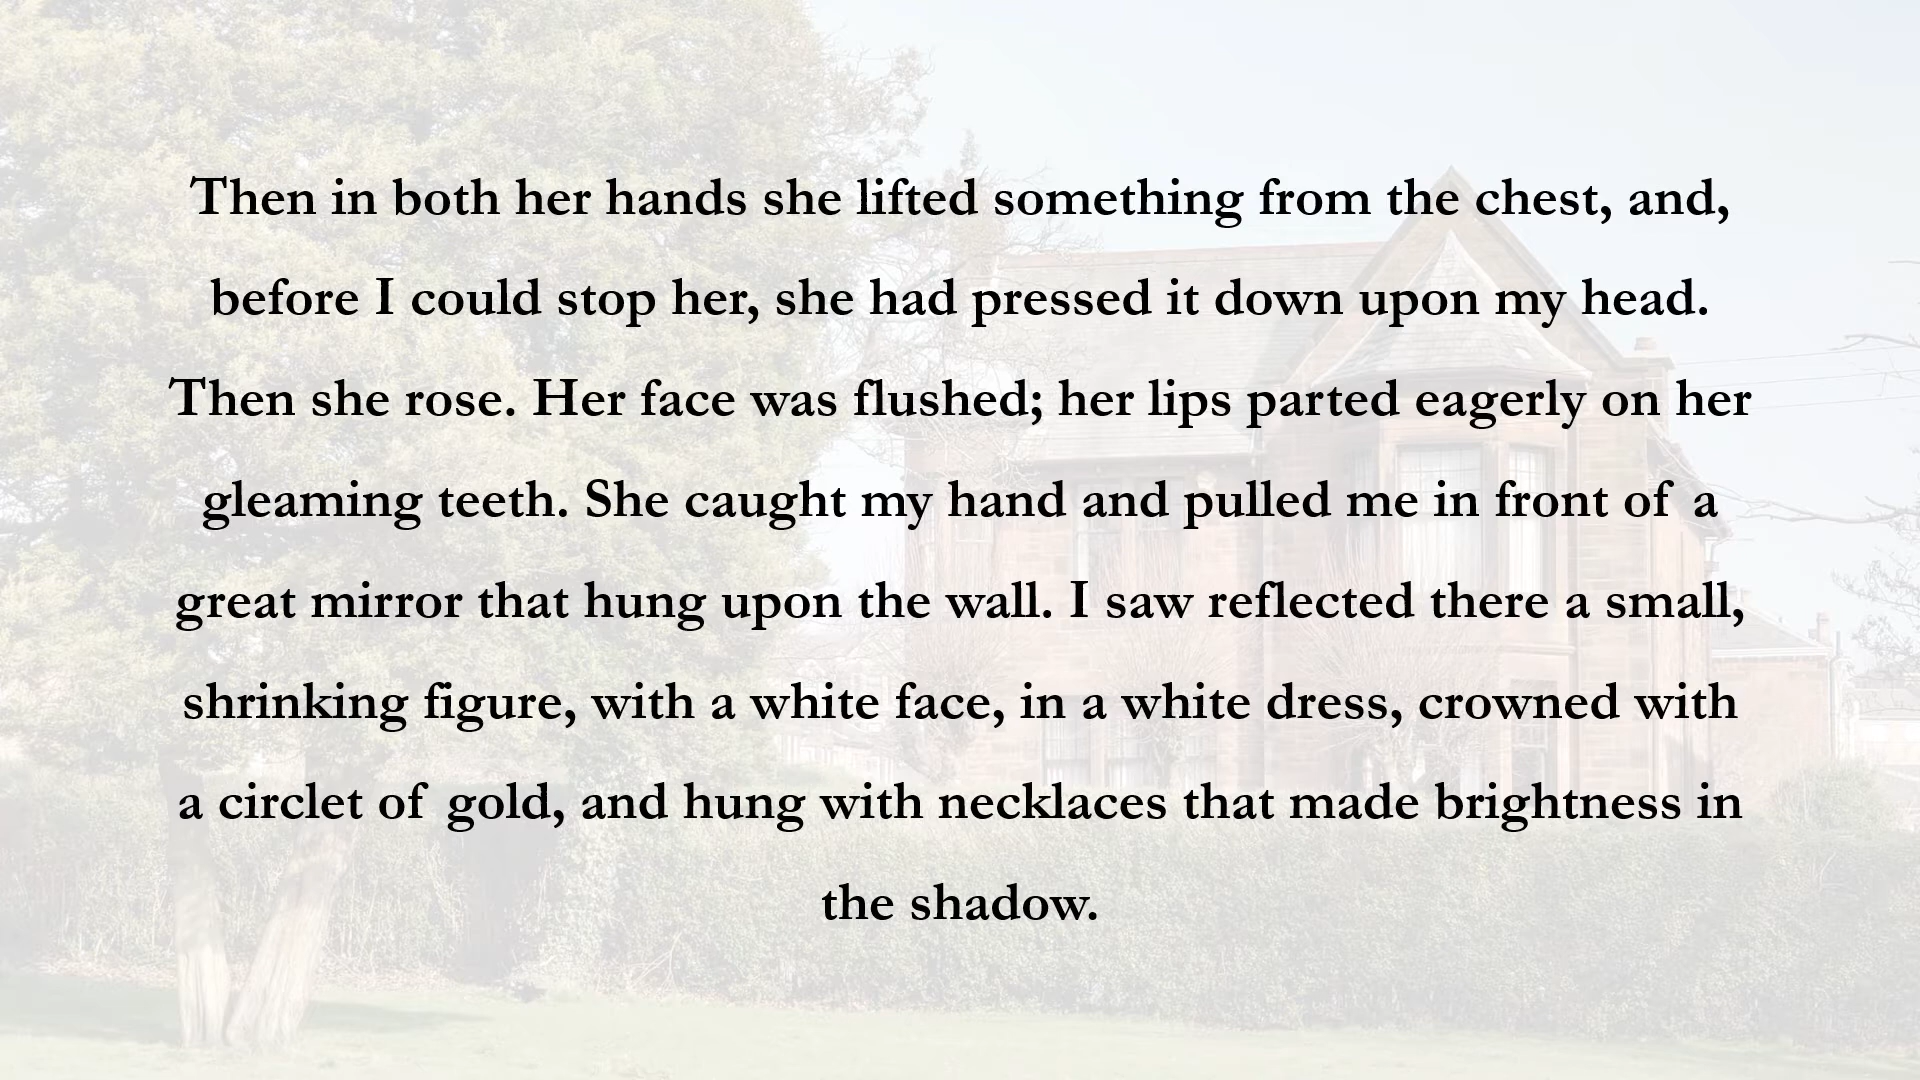 Then in both her hands she lifted something from the chest, and,
before I could stop her, she had pressed it down upon my head.
Then she rose. Her face was flushed; her lips parted eagerly on her
gleaming teeth. She caught my hand and pulled me in front of a
great mirror that hung upon the wall. I saw reflected there a small,
shrinking figure, with a white face, in a white dress, crowned with
a circlet of gold, and hung with necklaces that made brightness in
the shadow.